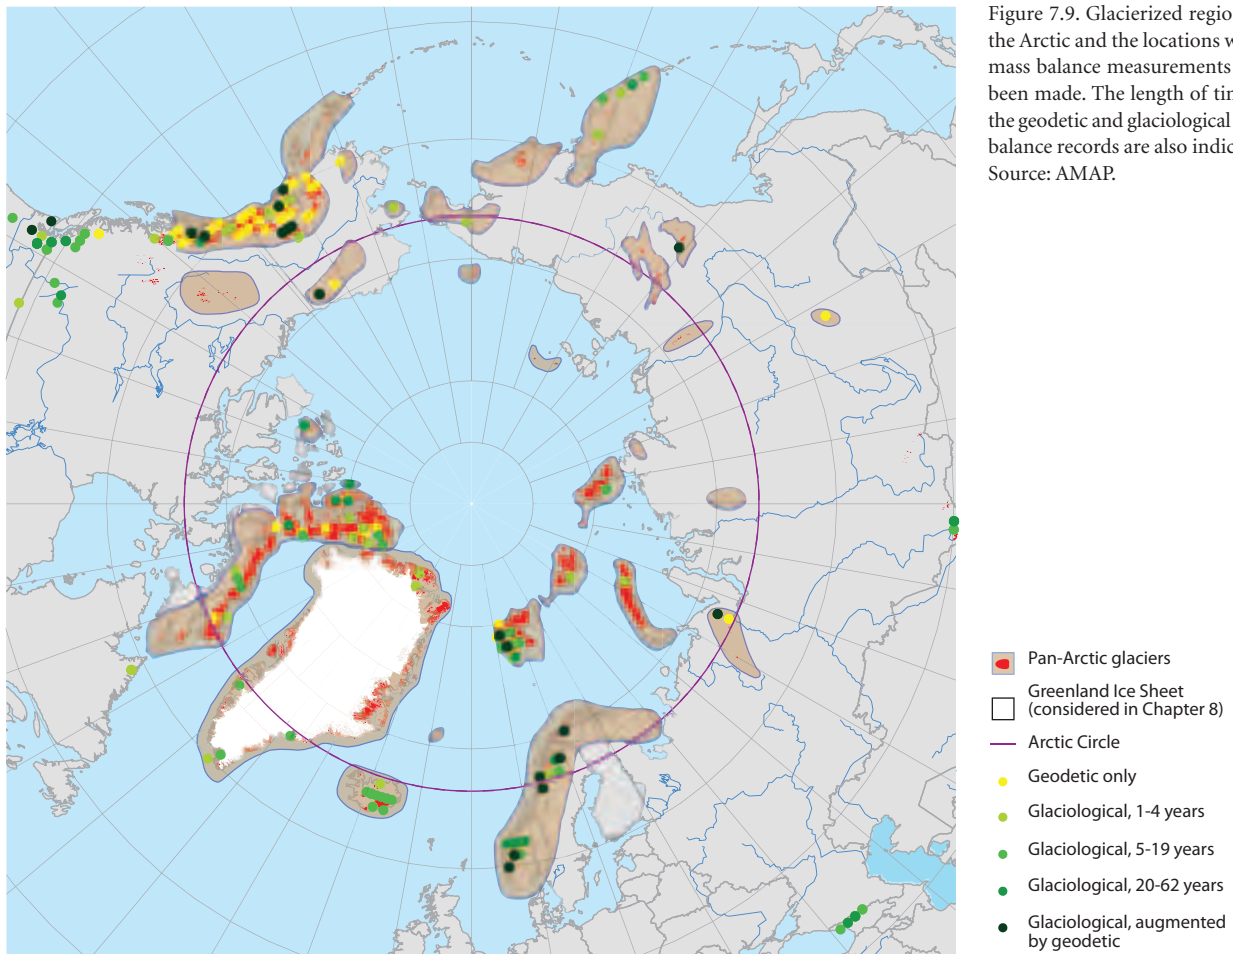 Figure 7.9. Glacierized
the Arctic and the locations
mass balance measurements
been made. The length of
the geodetic and glaciological
balance records are also
Source: AMAP.
Pan-Arctic glaciers
Greenland Ice Sheet
(considered in Chapter 8)
Arctic Circle
Geodetic only
Glaciological, 1-4 years
Glaciological, 5-19 years
Glaciological, 20-62 years
Glaciological, augmented
by geodetic